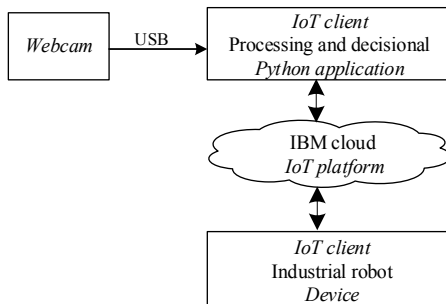 Webcam
USB
IoT client
Processing and decisional
Python application
IBM cloud
IoT platform
IoT client
Industrial robot
Device